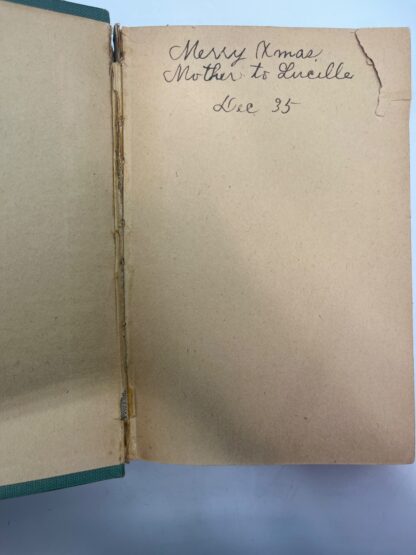 Merry Xmas,
Mother to Lucille
Dec 35